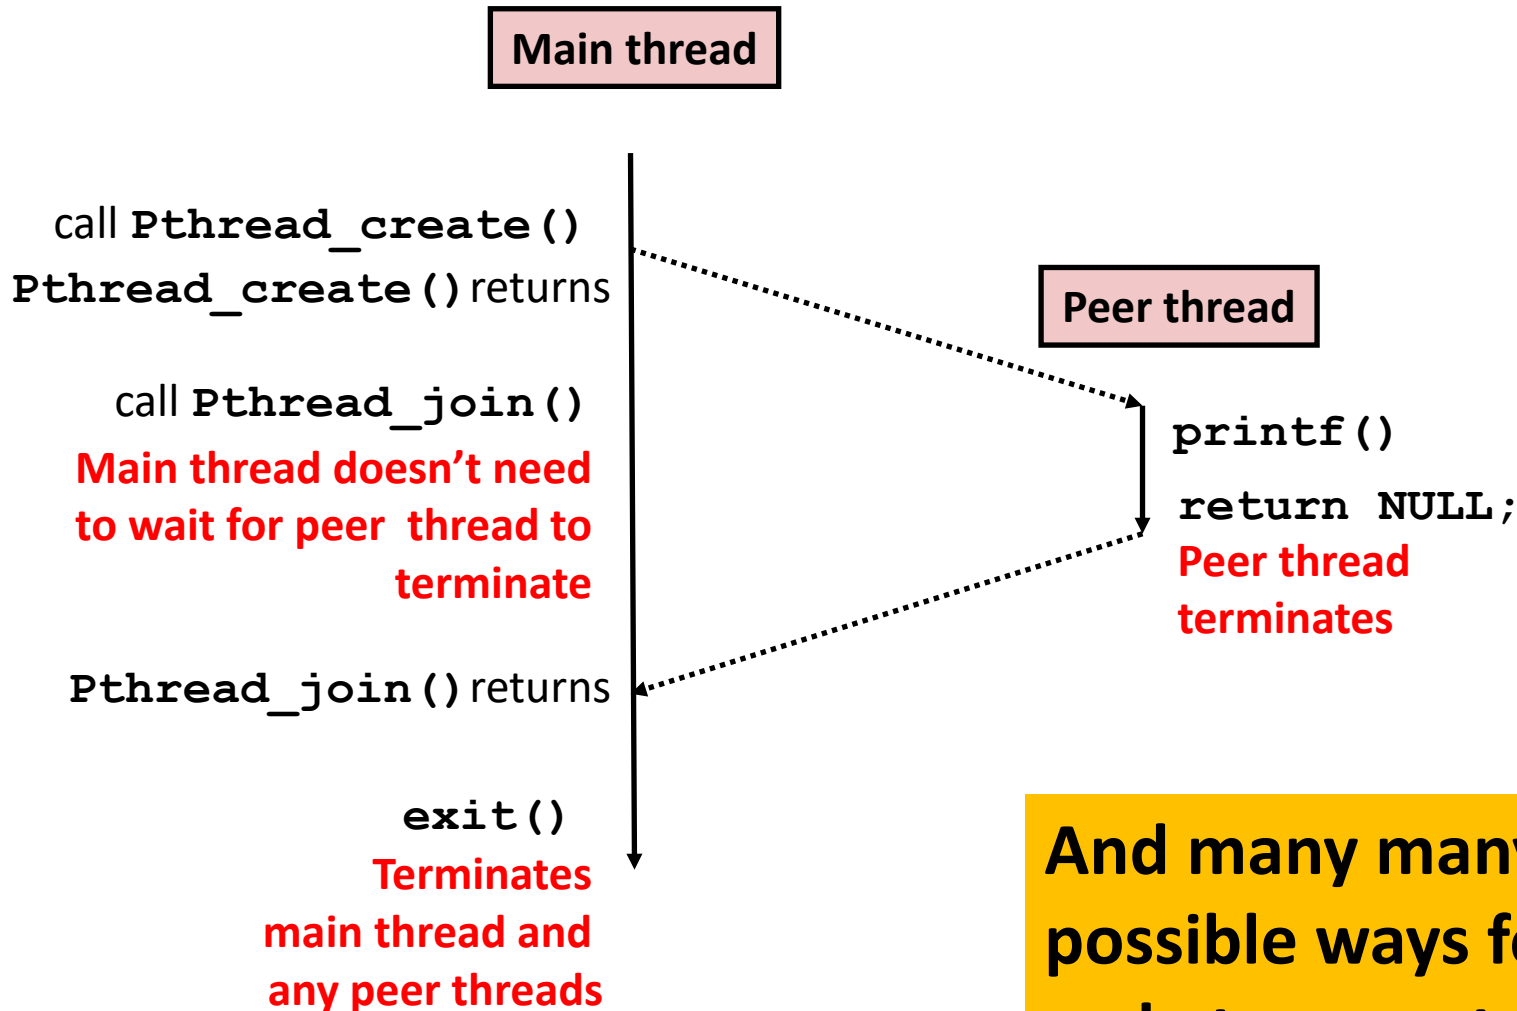 Main thread
call Pthread_create()
Pthread_create() returns
Peer thread
call Pthread_join()
Main thread doesn’t need
to wait for peer thread to
terminate
printf()
return NULL;
Peer thread
terminates
Pthread_join() returns
exit()
Terminates
main thread and
any peer threads
And many
possible ways